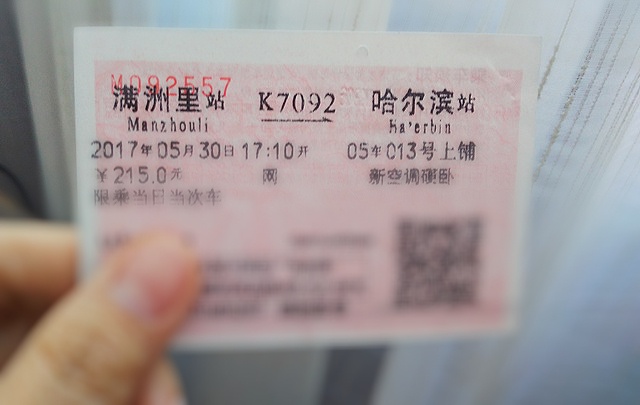 M092557
满洲里站 K7092 哈尔滨站
Manzhouli Ha'erbin
2017年05月30日17:10开 05车013号上铺
￥215.0元 网 新空调硬卧
限乘当日当次车